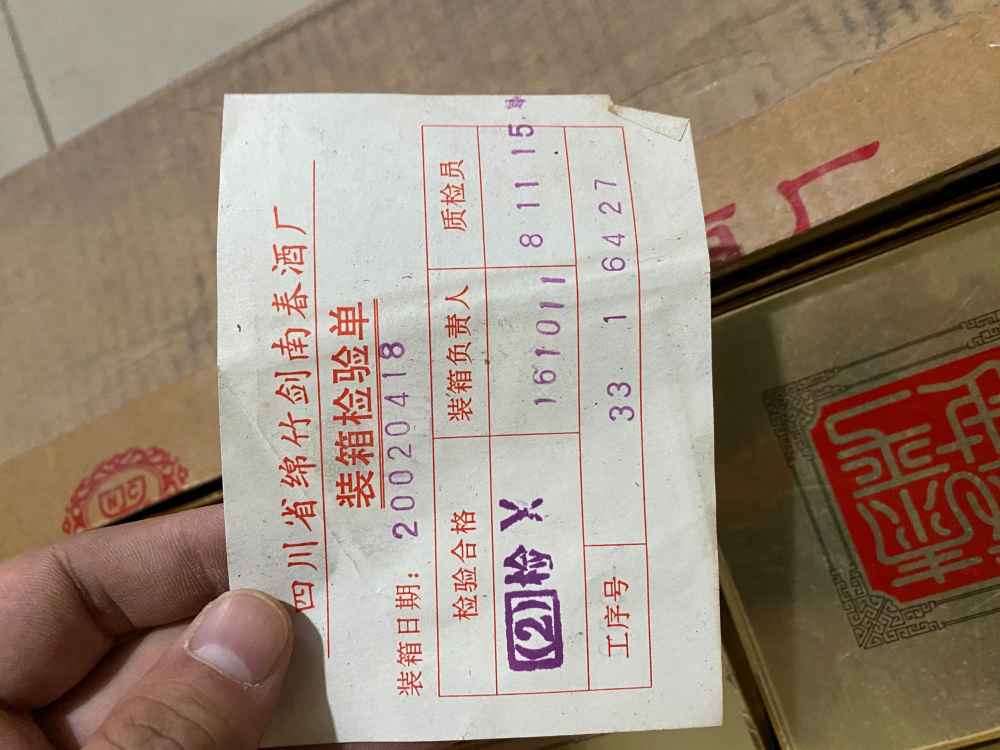 四川省绵竹剑南春酒厂
装箱检验单
装箱日期: 20020418
检验合格 装箱负责人 质检员
(2)检 161011 8 11 15
工序号 33 1 6427
厂